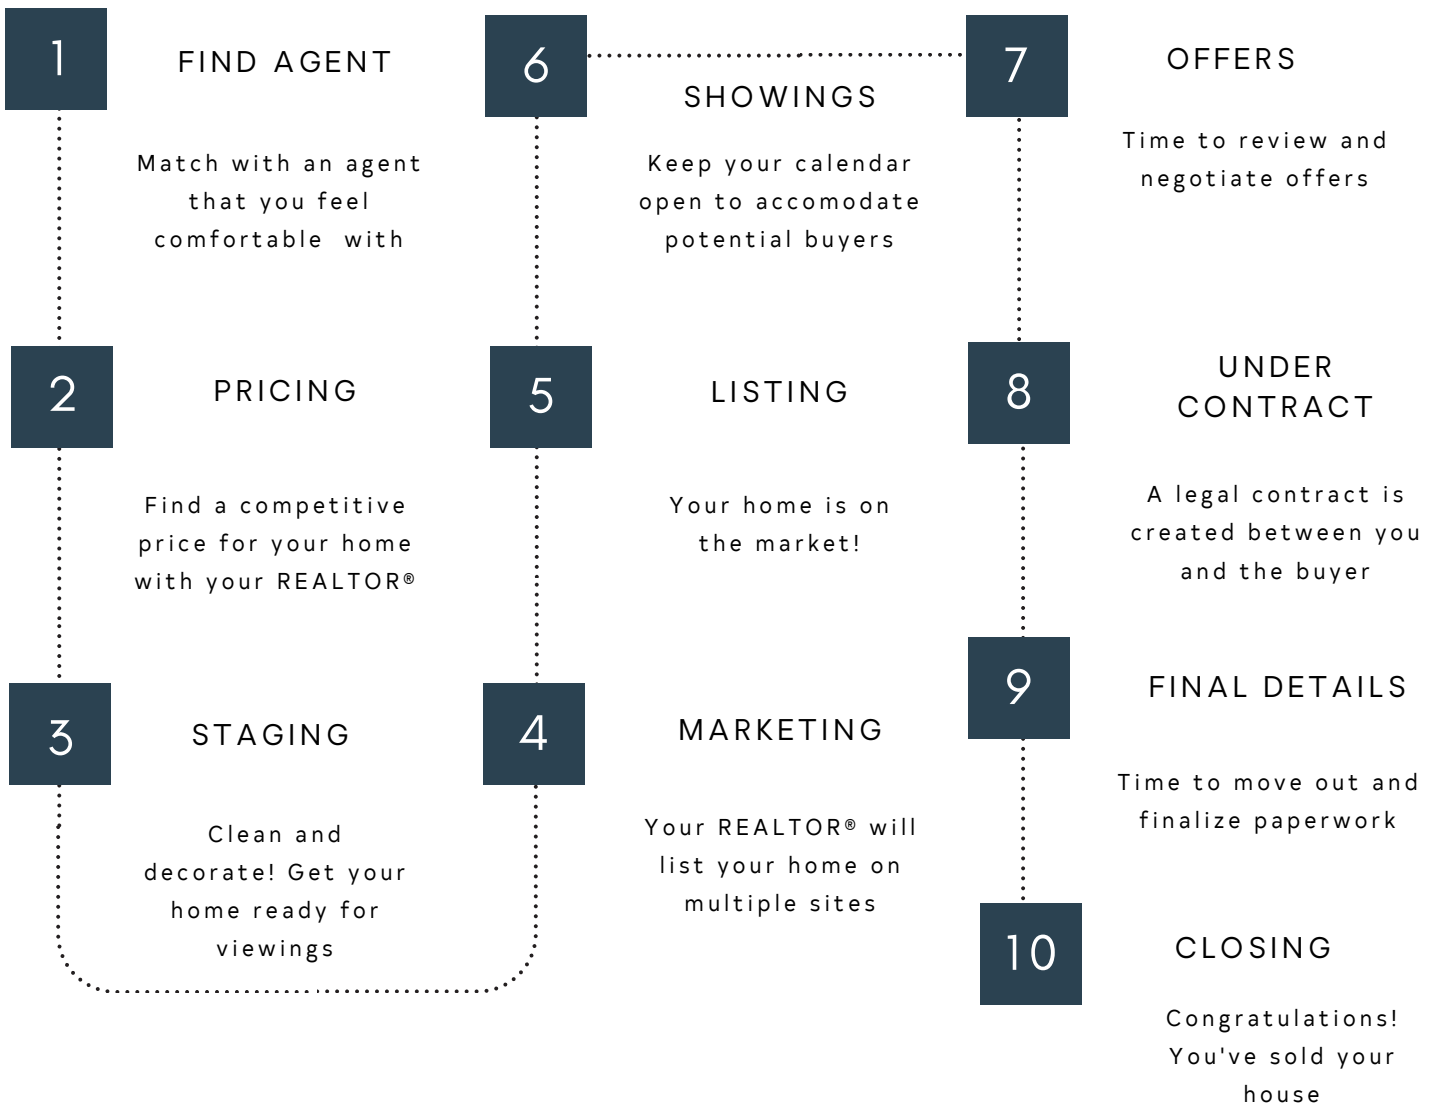 1
FIND AGENT
Match with an agent
that you feel
comfortable with
2
PRICING
Find a competitive
price for your home
with your REALTOR®
3
STAGING
Clean and
decorate! Get your
home ready for
viewings
4
MARKETING
Your REALTOR® will
list your home on
multiple sites
5
LISTING
Your home is on
the market!
6
SHOWINGS
Keep your calendar
open to accomodate
potential buyers
7
OFFERS
Time to review and
negotiate offers
8
UNDER
CONTRACT
A legal contract is
created between you
and the buyer
9
FINAL DETAILS
Time to move out and
finalize paperwork
10
CLOSING
Congratulations!
You've sold your
house